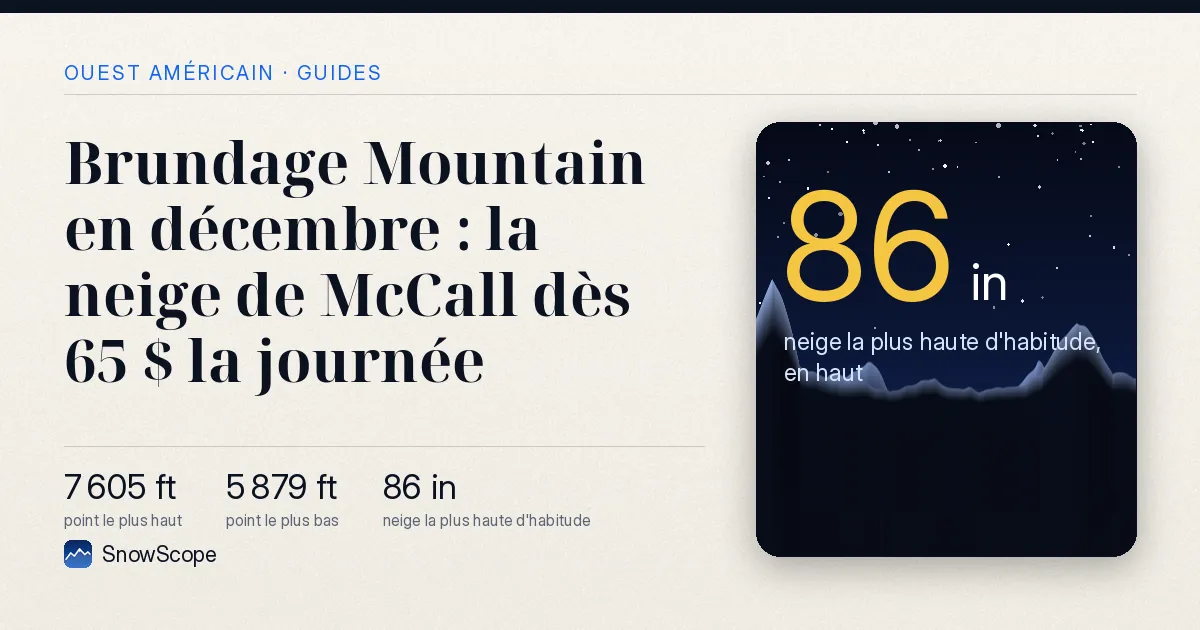 OUEST AMÉRICAIN · GUIDES
Brundage Mountain
en décembre : la
neige de McCall dès
65 $ la journée
86 in
neige la plus haute d'habitude,
en haut
7 605 ft
point le plus haut
5 879 ft
point le plus bas
86 in
neige la plus haute d'habitude
SnowScope